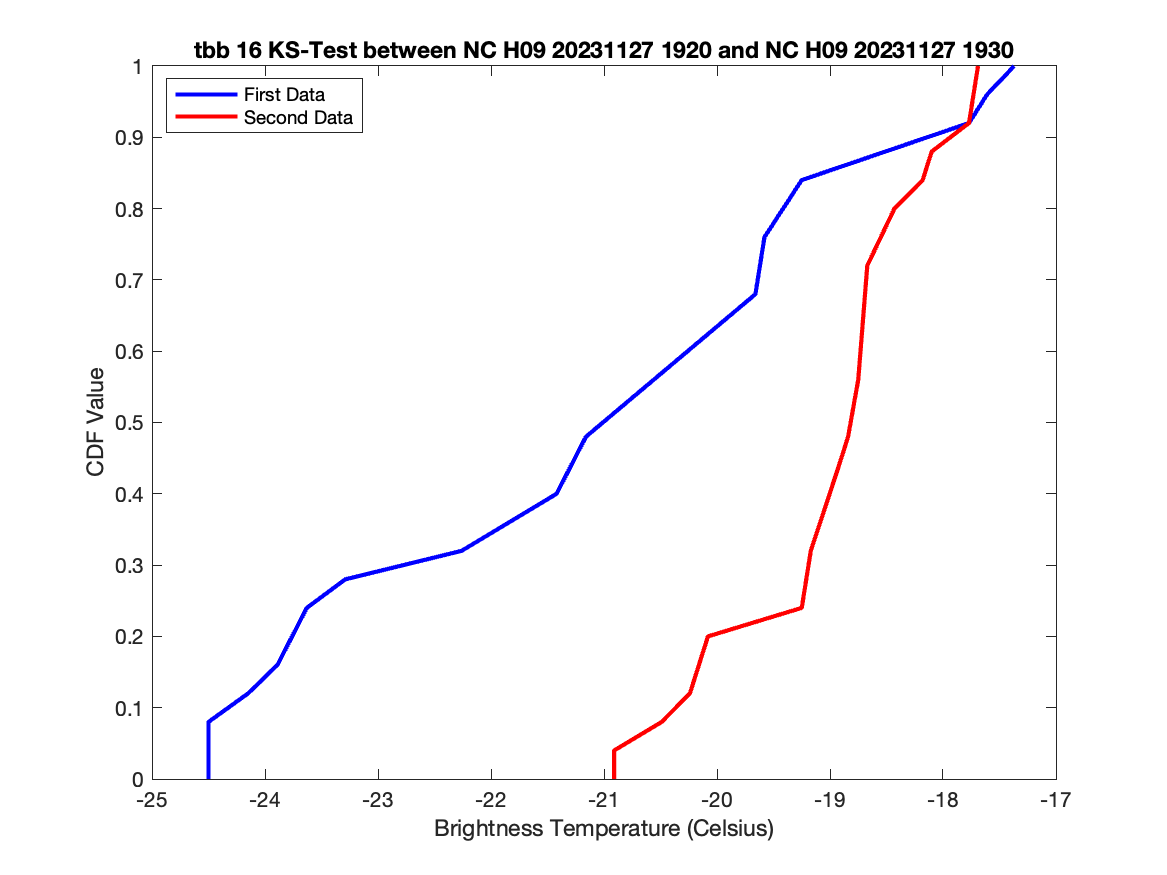 tbb 16 KS-Test between NC H09 20231127 1920 and NC H09 20231127 1930
First Data
Second Data
1
0.9
0.8
0.7
0.6
0.5
0.4
0.3
0.2
0.1
0
CDF Value
-25 -24 -23 -22 -21 -20 -19 -18 -17
Brightness Temperature (Celsius)